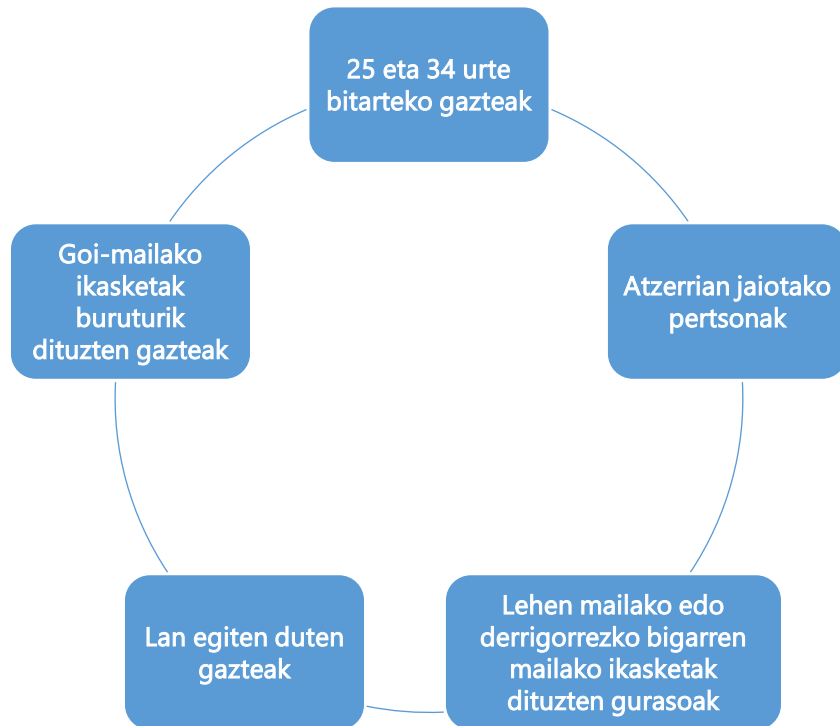 25 eta 34 urte
bitarteko gazteak
Atzerrian jaiotako
pertsonak
Lehen mailako edo
derrigorrezko bigarren
mailako ikasketak
dituzten gurasoak
Lan egiten duten
gazteak
Goi-mailako
ikasketak
bururturik
dituzten gazteak